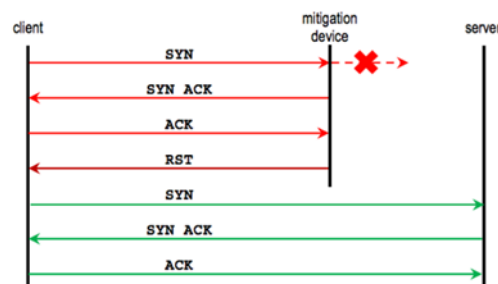 client
mitigation
device
server
SYN
SYN ACK
ACK
RST
SYN
SYN ACK
ACK